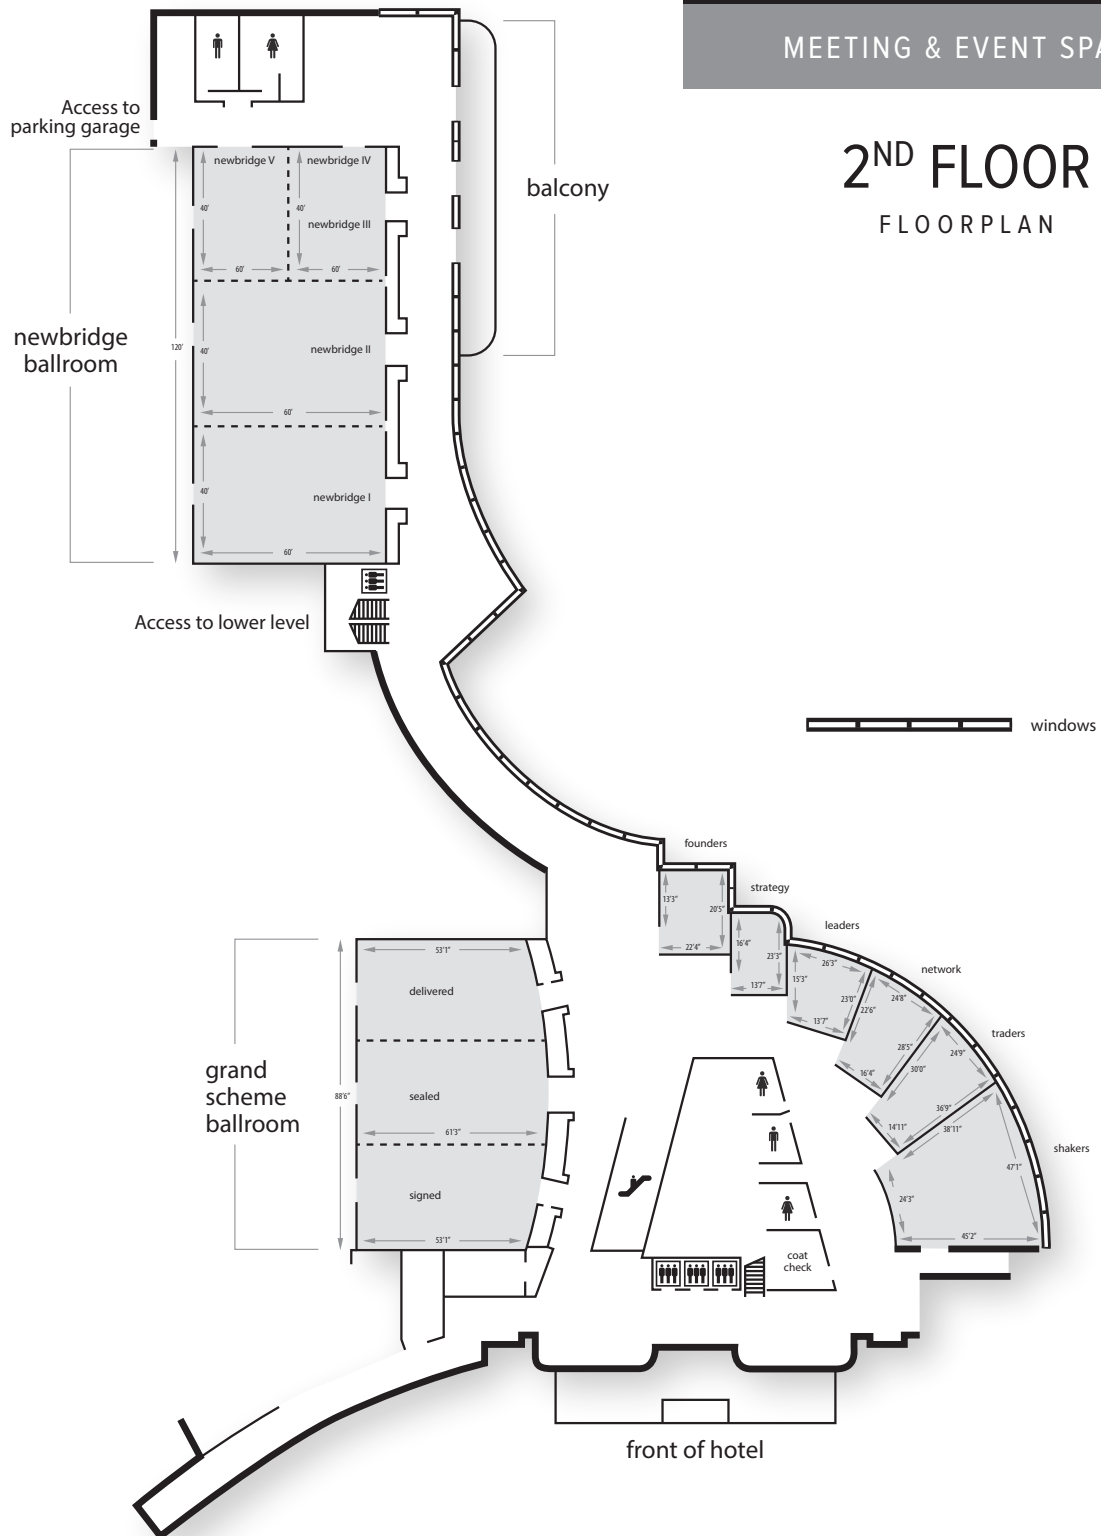 MEETING & EVENT SPA
2ND FLOOR
FLOORPLAN
Access to
parking garage
balcony
newbridge V
newbridge IV
40'
40'
newbridge III
60'
60'
newbridge
ballroom
120'
40'
newbridge II
60'
40'
newbridge I
60'
Access to lower level
windows
founders
13'3"
20'5"
22'4"
strategy
16'4"
23'3"
13'7"
leaders
26'3"
15'3"
23'0"
13'7"
network
24'8"
22'6"
28'5"
16'4"
traders
24'9"
30'0"
36'9"
14'11"
shakers
38'11"
47'1"
24'3"
45'2"
grand
scheme
ballroom
88'6"
53'1"
delivered
sealed
61'3"
signed
53'1"
coat
check
front of hotel